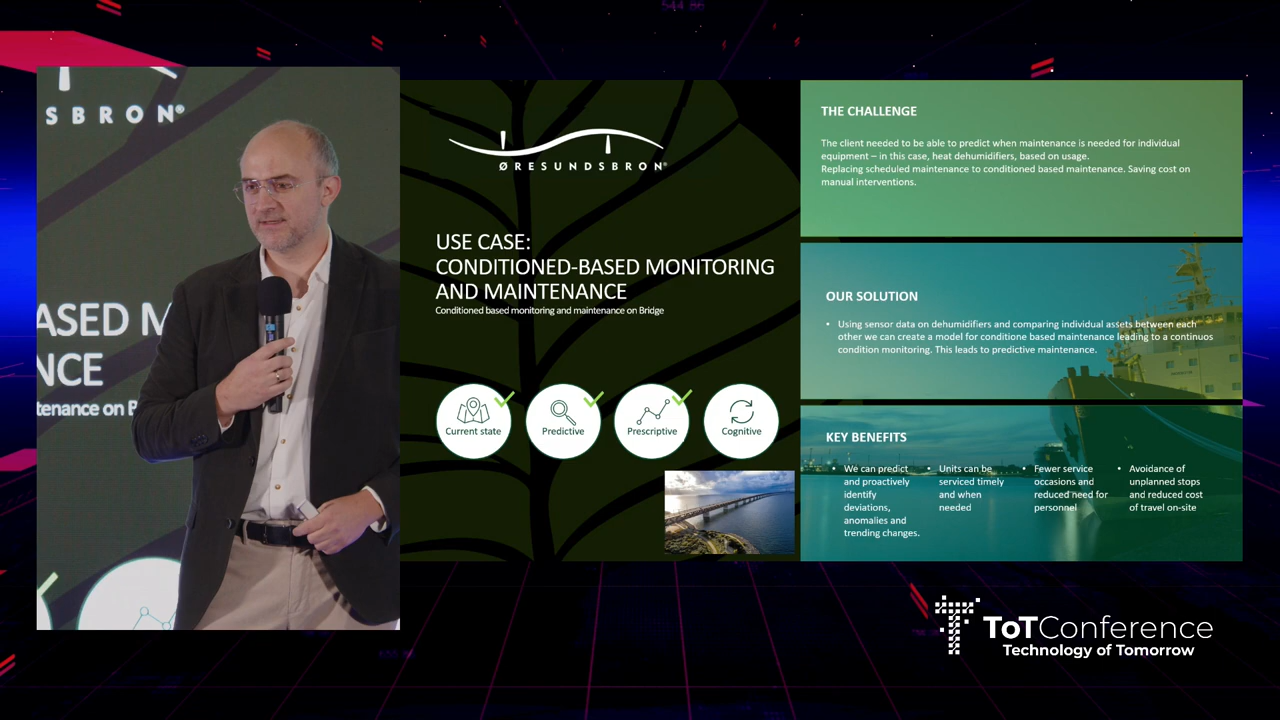 SBRON®
ASED M
NCE
tenance on B
ØRESUNDSBRON®
USE CASE:
CONDITIONED-BASED MONITORING
AND MAINTENANCE
Conditioned based monitoring and maintenance on Bridge
Current state
Predictive
Prescriptive
Cognitive
THE CHALLENGE
The client needed to be able to predict when maintenance is needed for individual
equipment – in this case, heat dehumidifiers, based on usage.
Replacing scheduled maintenance to conditioned based maintenance. Saving cost on
manual interventions.
OUR SOLUTION
• Using sensor data on dehumidifiers and comparing individual assets between each
other we can create a model for conditione based maintenance leading to a continuos
condition monitoring. This leads to predictive maintenance.
KEY BENEFITS
• We can predict
and proactively
identify
deviations,
anomalies and
trending changes.
• Units can be
serviced timely
and when
needed
• Fewer service
occasions and
reduced need for
personnel
• Avoidance of
unplanned stops
and reduced cost
of travel on-site
ToTConference
Technology of Tomorrow